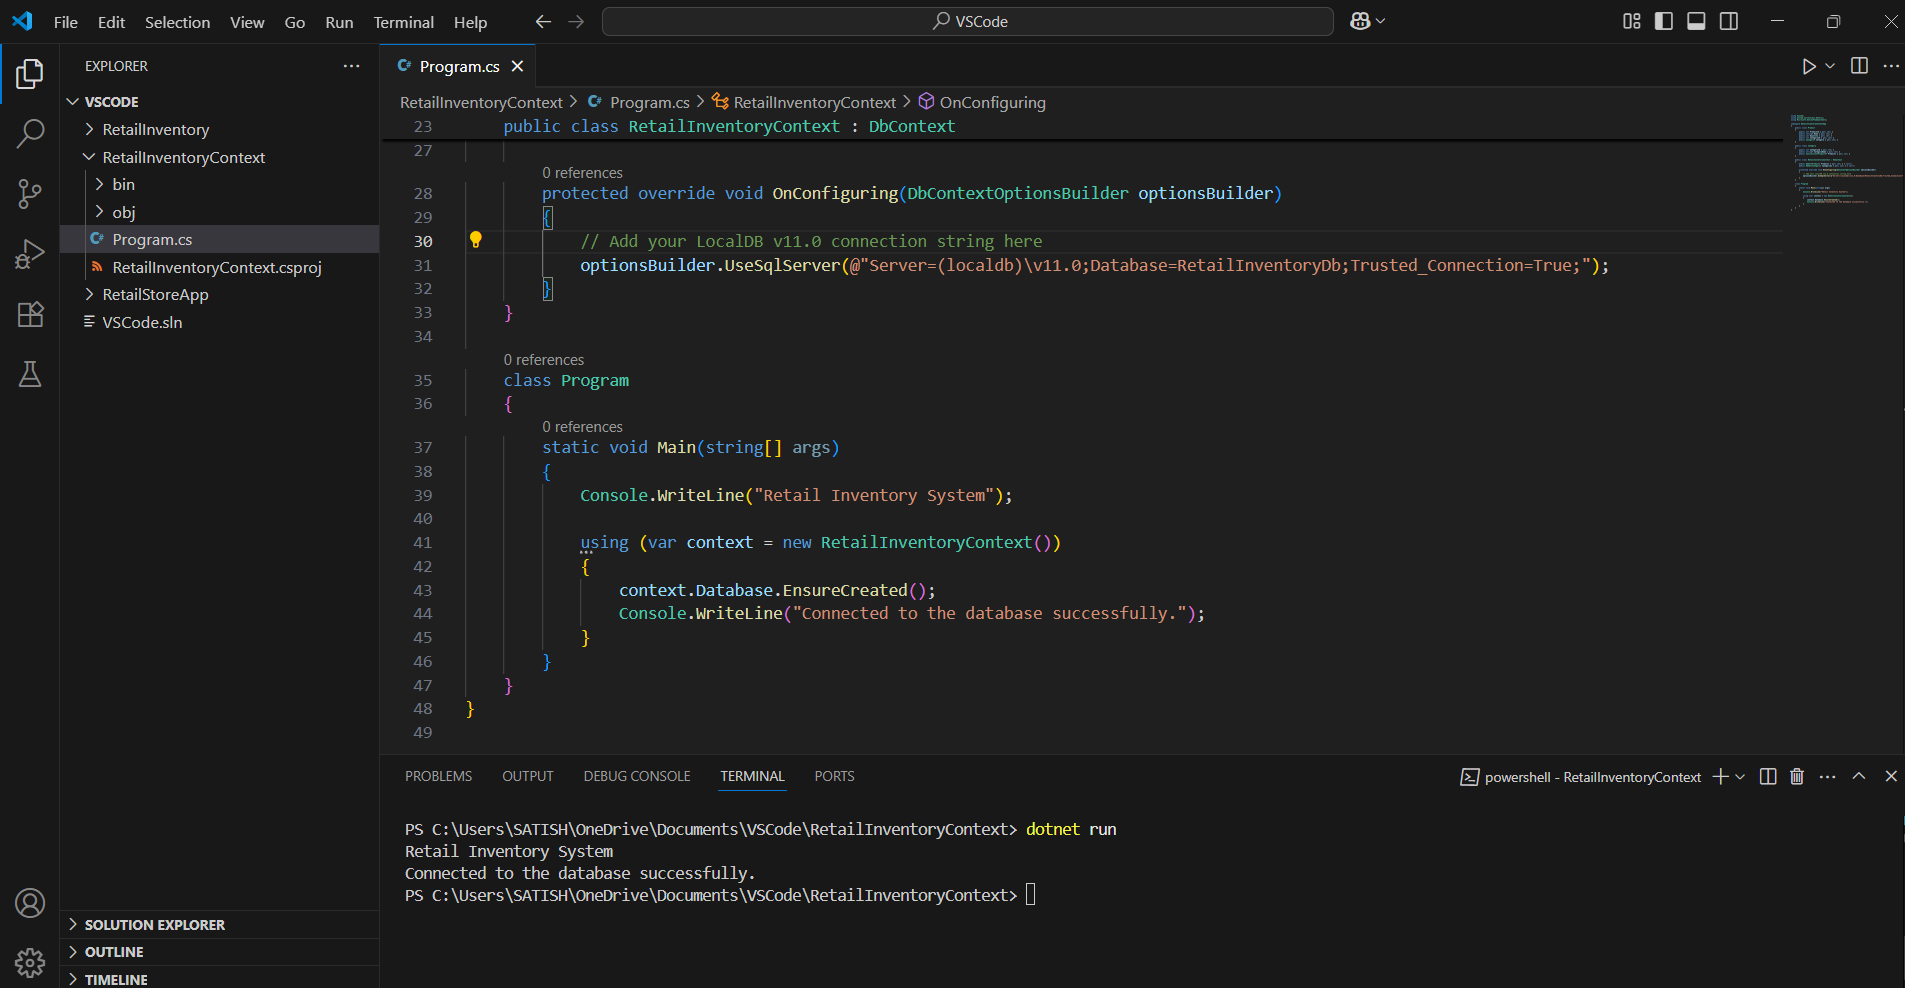 File Edit Selection View Go Run Terminal Help
VSCode
EXPLORER
VSCODE
RetailInventory
RetailInventoryContext
bin
obj
Program.cs
RetailInventoryContext.csproj
RetailStoreApp
VSCode.sln
SOLUTION EXPLORER
OUTLINE
TIMELINE
Program.cs
RetailInventoryContext > Program.cs > RetailInventoryContext > OnConfiguring
23 public class RetailInventoryContext : DbContext
27
0 references
28 protected override void OnConfiguring(DbContextOptionsBuilder optionsBuilder)
29 {
30 // Add your LocalDB v11.0 connection string here
31 optionsBuilder.UseSqlServer(@"Server=(localdb)\v11.0;Database=RetailInventoryDb;Trusted_Connection=True;");
32 }
33 }
34
0 references
35 class Program
36 {
0 references
37 static void Main(string[] args)
38 {
39 Console.WriteLine("Retail Inventory System");
40
41 using (var context = new RetailInventoryContext())
42 {
43 context.Database.EnsureCreated();
44 Console.WriteLine("Connected to the database successfully.");
45 }
46 }
47 }
48 }
49
PROBLEMS OUTPUT DEBUG CONSOLE TERMINAL PORTS
powershell - RetailInventoryContext
PS C:\Users\SATISH\OneDrive\Documents\VSCode\RetailInventoryContext> dotnet run
Retail Inventory System
Connected to the database successfully.
PS C:\Users\SATISH\OneDrive\Documents\VSCode\RetailInventoryContext>